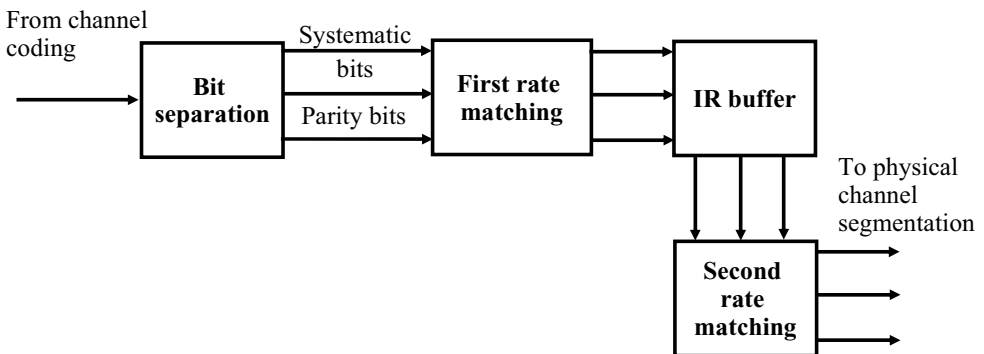 From channel
coding
Bit
separation
Systematic
bits
Parity bits
First rate
matching
IR buffer
To physical
channel
segmentation
Second
rate
matching